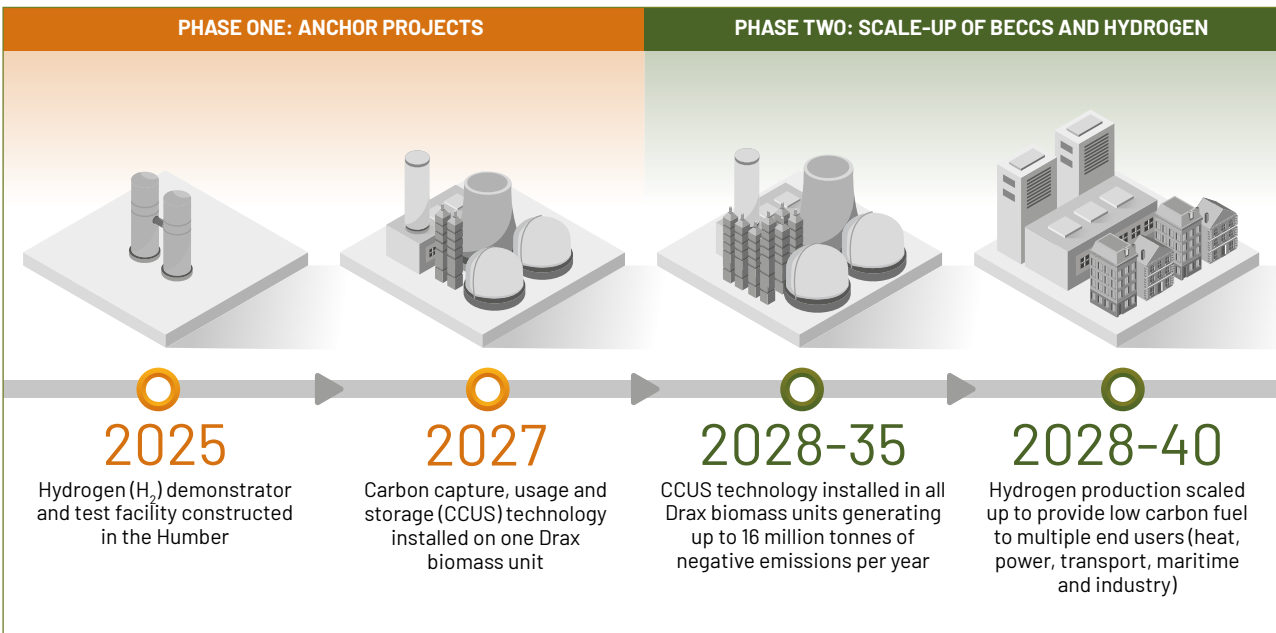 PHASE ONE: ANCHOR PROJECTS
PHASE TWO: SCALE-UP OF BECCS AND HYDROGEN
2025
Hydrogen (H₂) demonstrator
and test facility constructed
in the Humber
2027
Carbon capture, usage and
storage (CCUS) technology
installed on one Drax
biomass unit
2028-35
CCUS technology installed in all
Drax biomass units generating
up to 16 million tonnes of
negative emissions per year
2028-40
Hydrogen production scaled
up to provide low carbon fuel
to multiple end users (heat,
power, transport, maritime
and industry)